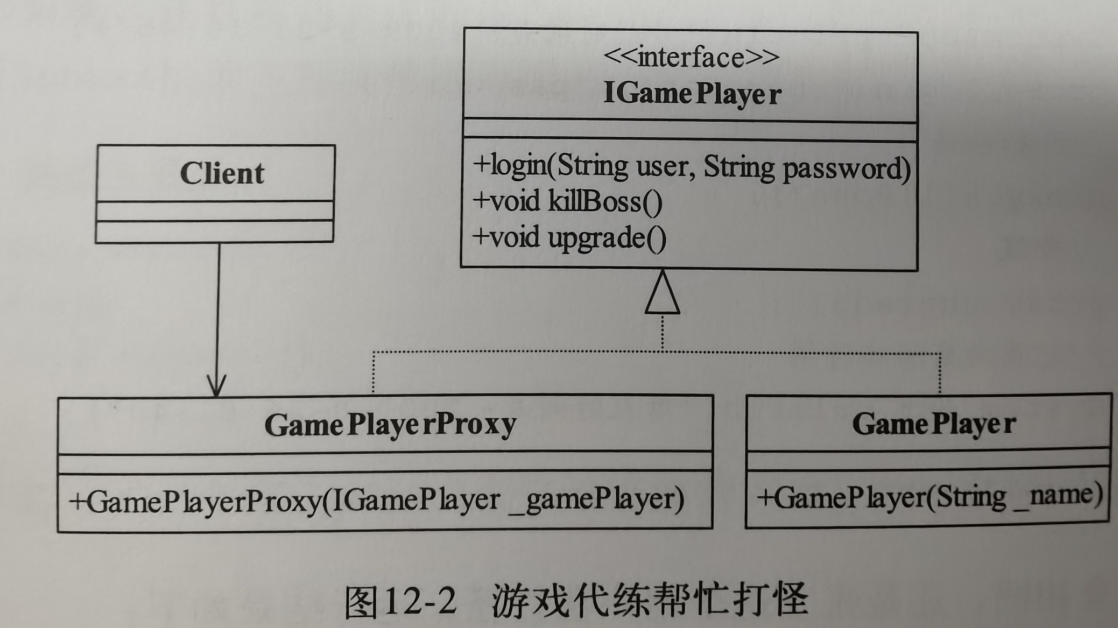 <<interface>>
IGamePlayer
+login(String user, String password)
+void killBoss()
+void upgrade()
Client
GamePlayerProxy
+GamePlayerProxy(IGamePlayer _gamePlayer)
GamePlayer
+GamePlayer(String _name)
图12-2 游戏代练帮忙打怪